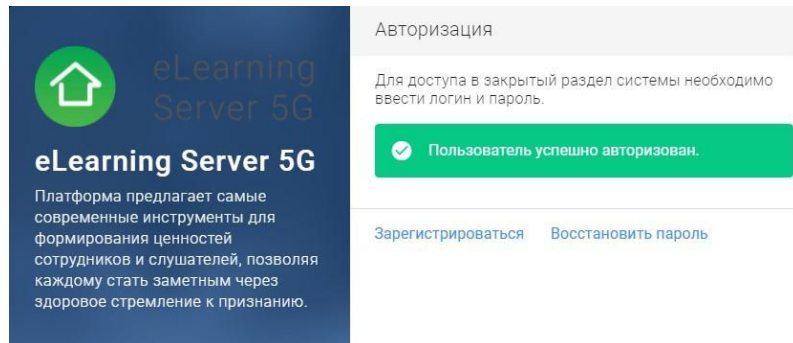 eLearning
Server 5G
eLearning Server 5G
Платформа предлагает самые
современные инструменты для
формирования ценностей
сотрудников и слушателей, позволяя
каждому стать заметным через
здоровое стремление к признанию.
Авторизация
Для доступа в закрытый раздел системы необходимо
ввести логин и пароль.
Пользователь успешно авторизован.
Зарегистрироваться Восстановить пароль